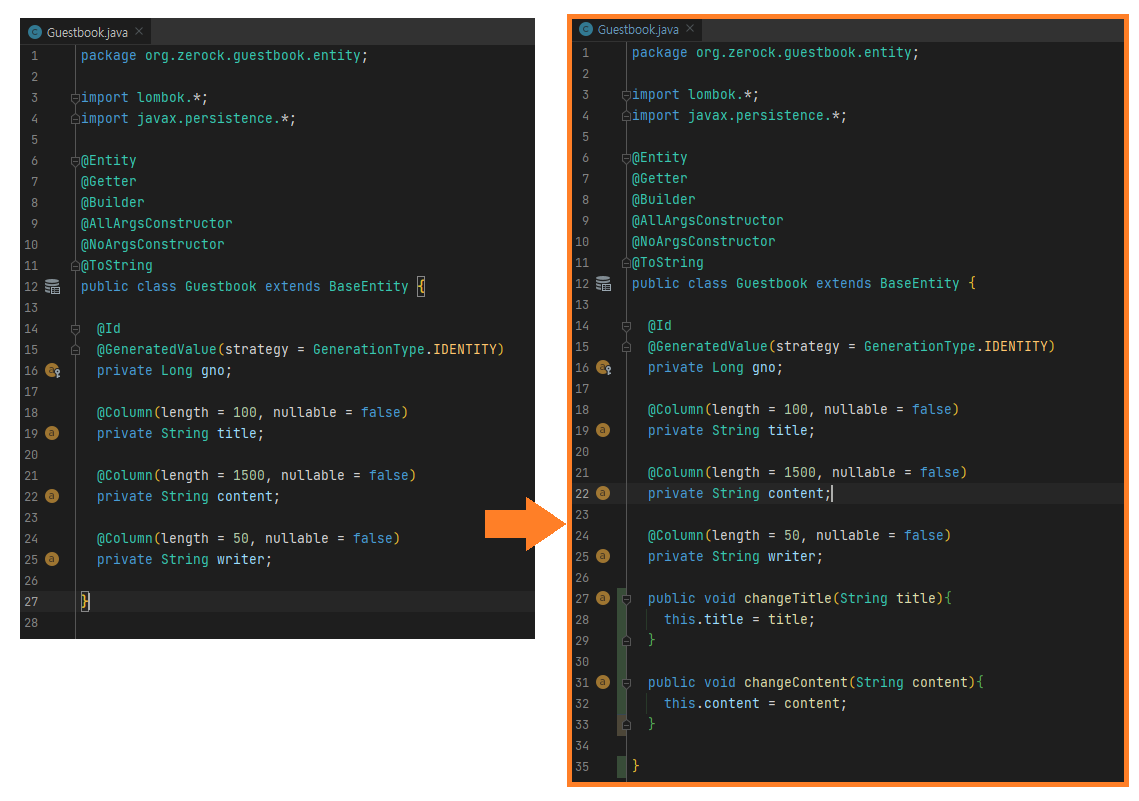 Guestbook.java
1 package org.zerock.guestbook.entity;
2
3 import lombok.*;
4 import javax.persistence.*;
5
6 @Entity
7 @Getter
8 @Builder
9 @AllArgsConstructor
10 @NoArgsConstructor
11 @ToString
12 public class Guestbook extends BaseEntity {
13
14 @Id
15 @GeneratedValue(strategy = GenerationType.IDENTITY)
16 private Long gno;
17
18 @Column(length = 100, nullable = false)
19 private String title;
20
21 @Column(length = 1500, nullable = false)
22 private String content;
23
24 @Column(length = 50, nullable = false)
25 private String writer;
26
27 }
28
Guestbook.java
1 package org.zerock.guestbook.entity;
2
3 import lombok.*;
4 import javax.persistence.*;
5
6 @Entity
7 @Getter
8 @Builder
9 @AllArgsConstructor
10 @NoArgsConstructor
11 @ToString
12 public class Guestbook extends BaseEntity {
13
14 @Id
15 @GeneratedValue(strategy = GenerationType.IDENTITY)
16 private Long gno;
17
18 @Column(length = 100, nullable = false)
19 private String title;
20
21 @Column(length = 1500, nullable = false)
22 private String content;
23
24 @Column(length = 50, nullable = false)
25 private String writer;
26
27 public void changeTitle(String title){
28 this.title = title;
29 }
30
31 public void changeContent(String content){
32 this.content = content;
33 }
34
35 }